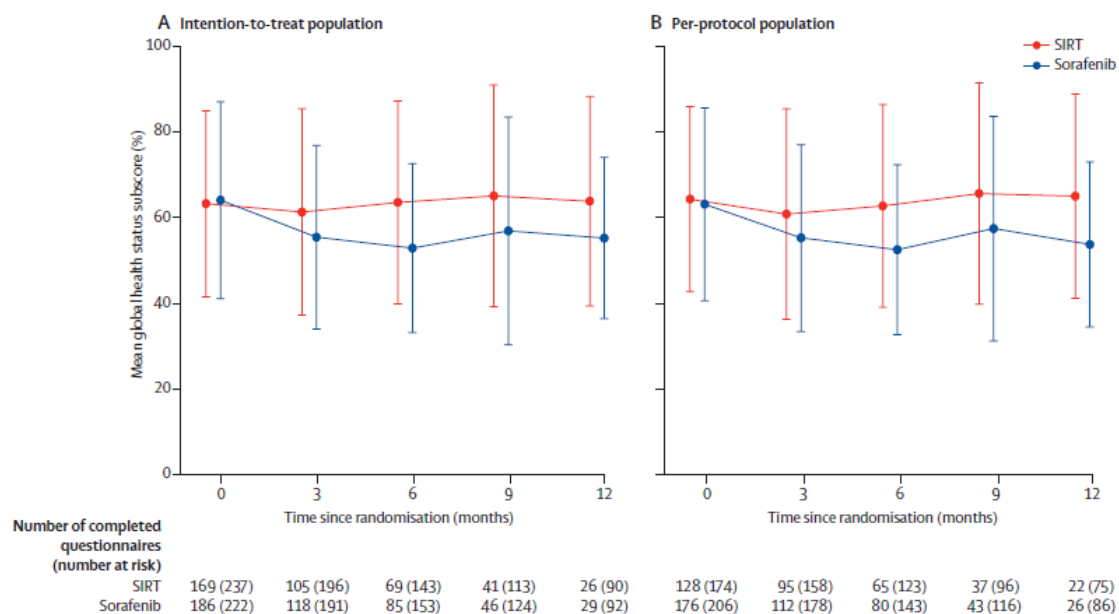 A Intention-to-treat population
B Per-protocol population
SIRT
Sorafenib
Mean global health status subscore (%)
100
80
60
40
20
0
0 3 6 9 12
0 3 6 9 12
Time since randomisation (months)
Time since randomisation (months)
Number of completed
questionnaires
(number at risk)
SIRT 169 (237) 105 (196) 69 (143) 41 (113) 26 (90) 128 (174) 95 (158) 65 (123) 37 (96) 22 (75)
Sorafenib 186 (222) 118 (191) 85 (153) 46 (124) 29 (92) 176 (206) 112 (178) 80 (143) 43 (116) 26 (86)